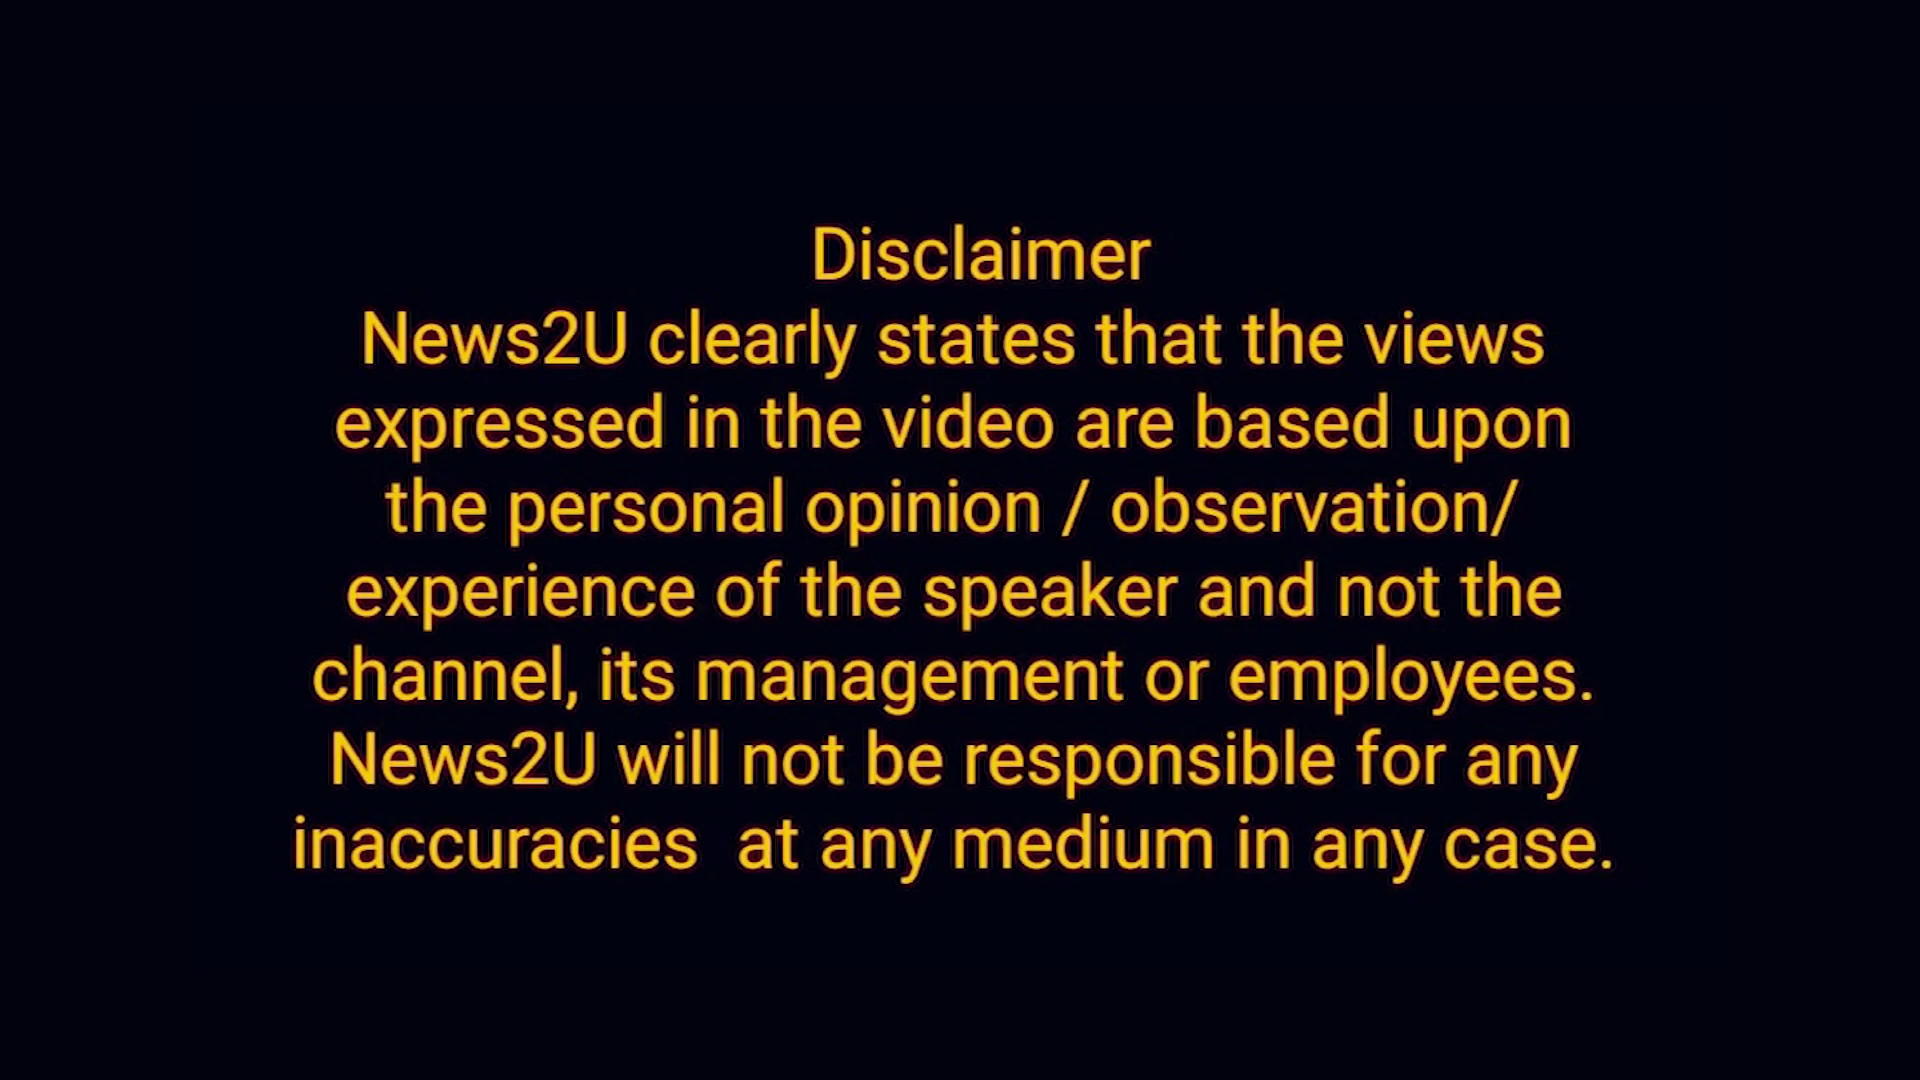 Disclaimer
News2U clearly states that the views
expressed in the video are based upon
the personal opinion / observation/
experience of the speaker and not the
channel, its management or employees.
News2U will not be responsible for any
inaccuracies  at any medium in any case.